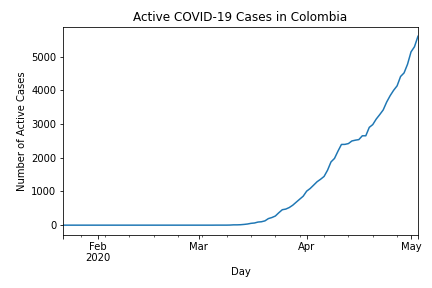 Active COVID-19 Cases in Colombia
Number of Active Cases
5000
4000
3000
2000
1000
0
Feb
2020
Mar
Apr
May
Day